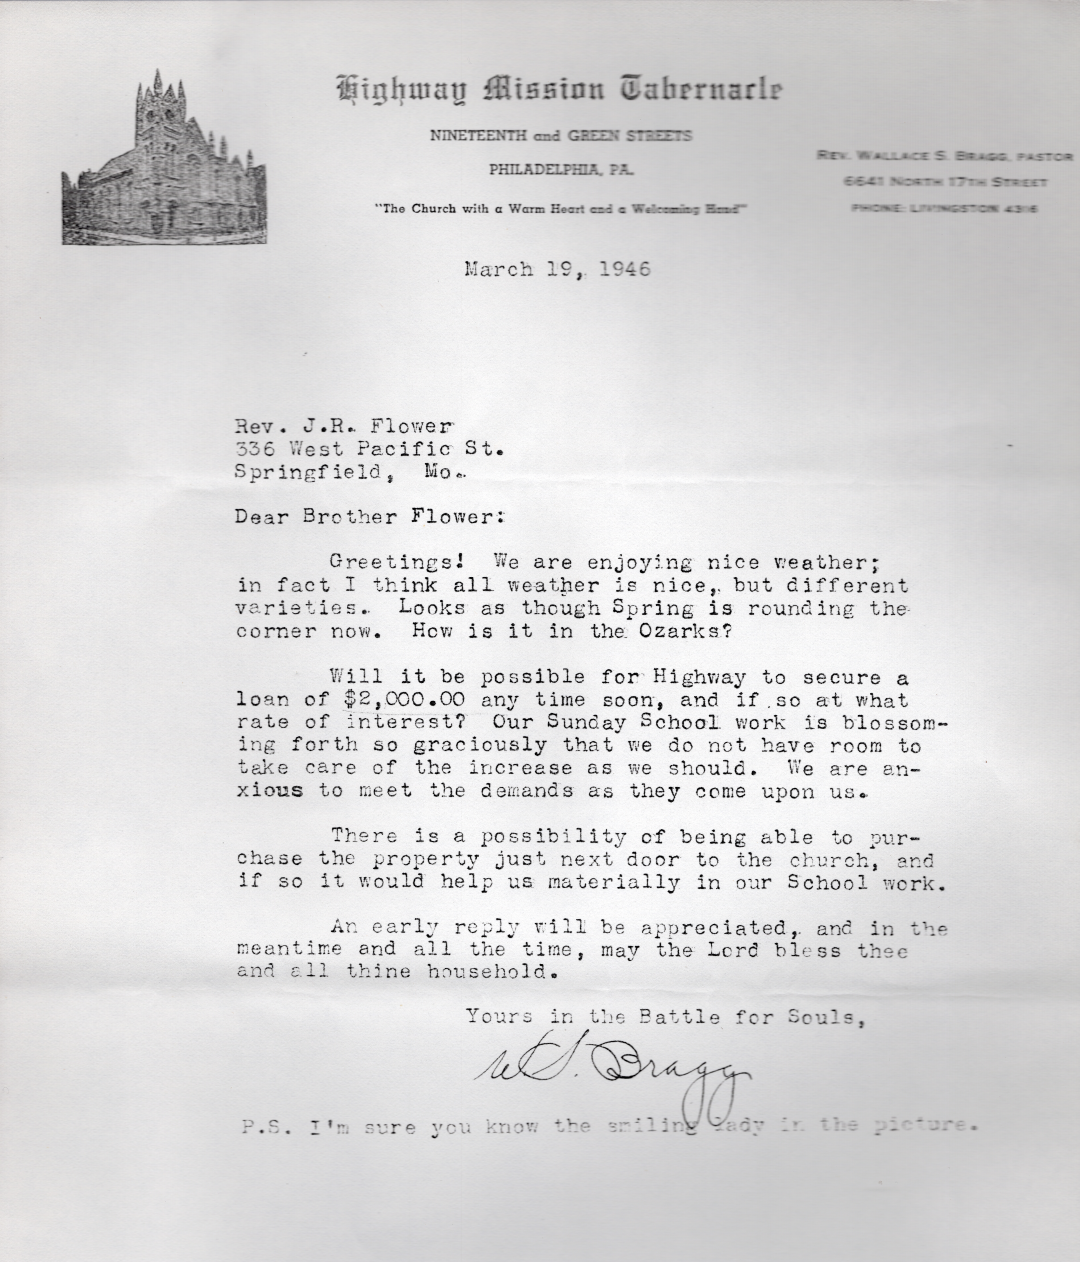 Highway Mission Tabernacle
NINETEENTH and GREEN STREETS
PHILADELPHIA, PA.
"The Church with a Warm Heart and a Welcoming Hand"
REV. WALLACE S. BRAGG, PASTOR
6641 NORTH 17TH STREET
PHONE: LIVINGSTON 4316
March 19, 1946
Rev. J.R. Flower
336 West Pacific St.
Springfield, Mo.
Dear Brother Flower:
Greetings! We are enjoying nice weather;
in fact I think all weather is nice, but different
varieties. Looks as though Spring is rounding the
corner now. How is it in the Ozarks?
Will it be possible for Highway to secure a
loan of $2,000.00 any time soon, and if so at what
rate of interest? Our Sunday School work is blossom-
ing forth so graciously that we do not have room to
take care of the increase as we should. We are an-
xious to meet the demands as they come upon us.
There is a possibility of being able to pur-
chase the property just next door to the church, and
if so it would help us materially in our School work.
An early reply will be appreciated, and in the
meantime and all the time, may the Lord bless thee
and all thine household.
Yours in the Battle for Souls,
W.S. Bragg
P.S. I'm sure you know the smiling lady in the picture.